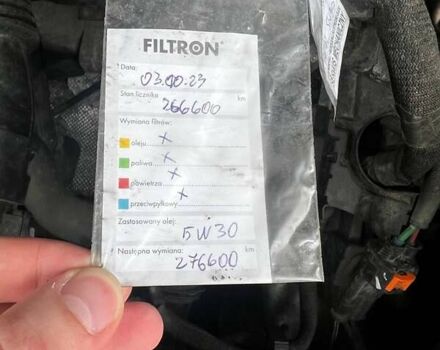 FILTRON
Data: 03.10.23
Stan licznika 266600 km
Wymiana filtrów:
oleju X
paliwa X
powietrza X
przeciwpyłkowy X
Zastosowany olej: 5W30
Następna wymiana: 276600 km